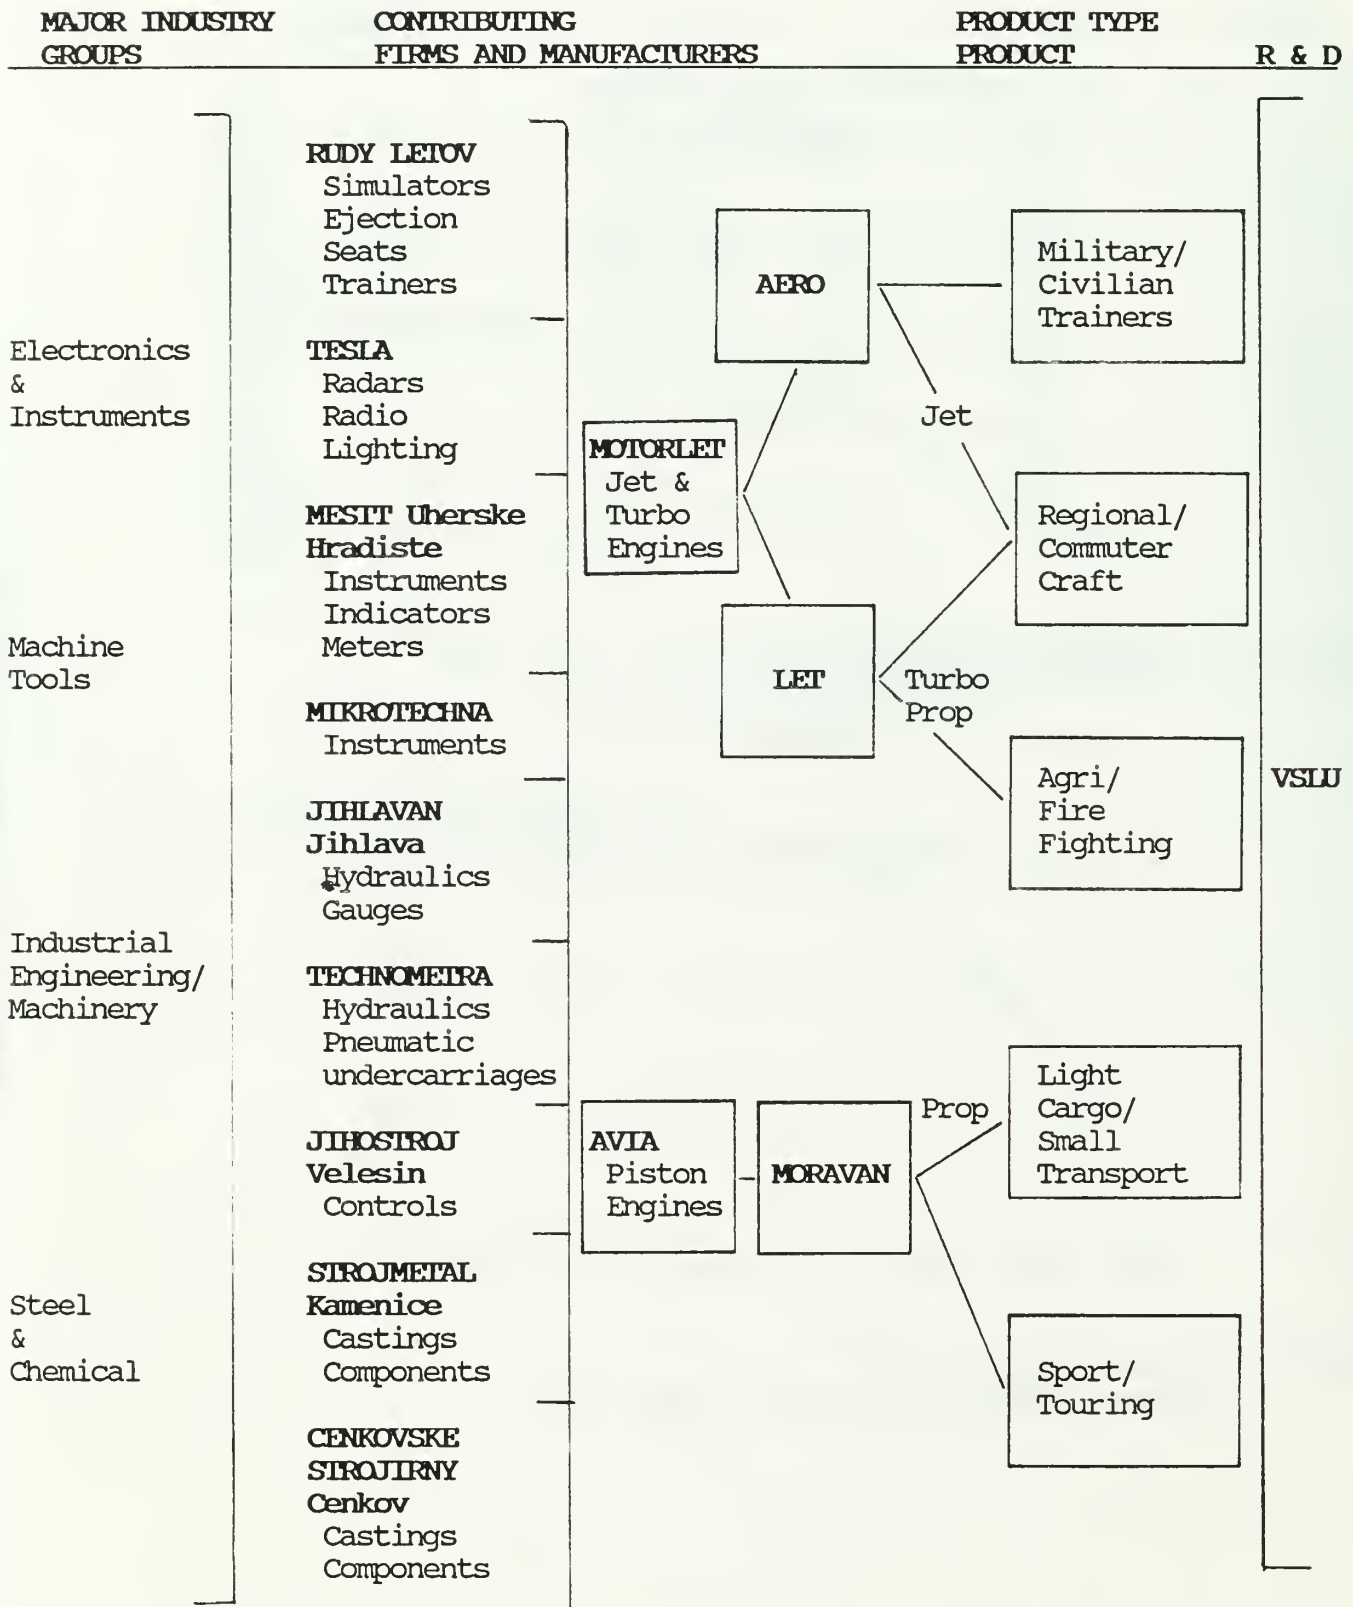 MAJOR INDUSTRY
GROUPS
CONTRIBUTING
FIRMS AND MANUFACTURERS
PRODUCT TYPE
PRODUCT
R & D
Electronics
&
Instruments
Machine
Tools
Industrial
Engineering/
Machinery
Steel
&
Chemical
RUDY LETOV
Simulators
Ejection
Seats
Trainers
TESLA
Radars
Radio
Lighting
MESIT Uherske
Hradiste
Instruments
Indicators
Meters
MIKROTECHNA
Instruments
JIHLAVAN
Jihlava
Hydraulics
Gauges
TECHNOMETRA
Hydraulics
Pneumatic
undercarriages
JIHOSTROJ
Velesin
Controls
STROJMETAL
Kamenice
Castings
Components
CENKOVSKE
STROJIRNY
Cenkov
Castings
Components
MOTORLET
Jet &
Turbo
Engines
AERO
LET
Jet
Turbo
Prop
Military/
Civilian
Trainers
Regional/
Commuter
Craft
Agri/
Fire
Fighting
AVIA
Piston
Engines
MORAVAN
Prop
Light
Cargo/
Small
Transport
Sport/
Touring
VSLU